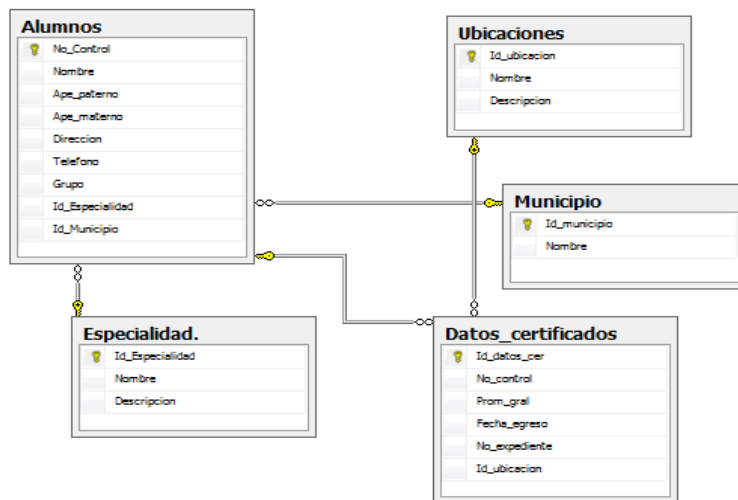 Alumnos
No_Control
Nombre
Ape_paterno
Ape_materno
Direccion
Telefono
Grupo
Id_Especialidad
Id_Municipio
Ubicaciones
Id_ubicacion
Nombre
Descripcion
Municipio
Id_municipio
Nombre
Especialidad.
Id_Especialidad
Nombre
Descripcion
Datos_certificados
Id_datos_cer
No_control
Prom_gral
Fecha_egreso
No_expediente
Id_ubicacion